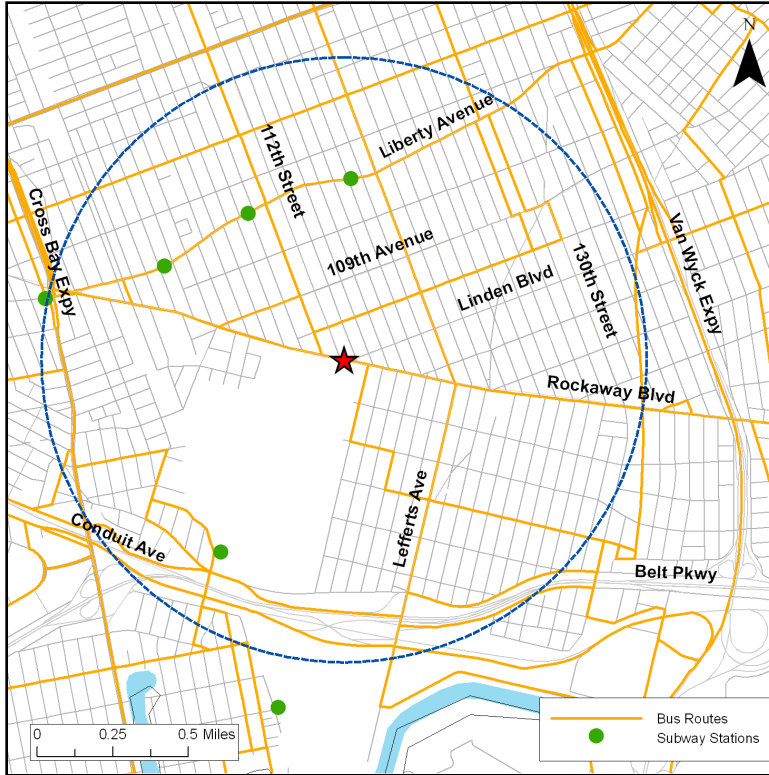 N
Liberty Avenue
112th Street
Cross Bay Expy
109th Avenue
Van Wyck Expy
130th Street
Linden Blvd
Rockaway Blvd
Lefferts Ave
Conduit Ave
Belt Pkwy
0 0.25 0.5 Miles
Bus Routes
Subway Stations